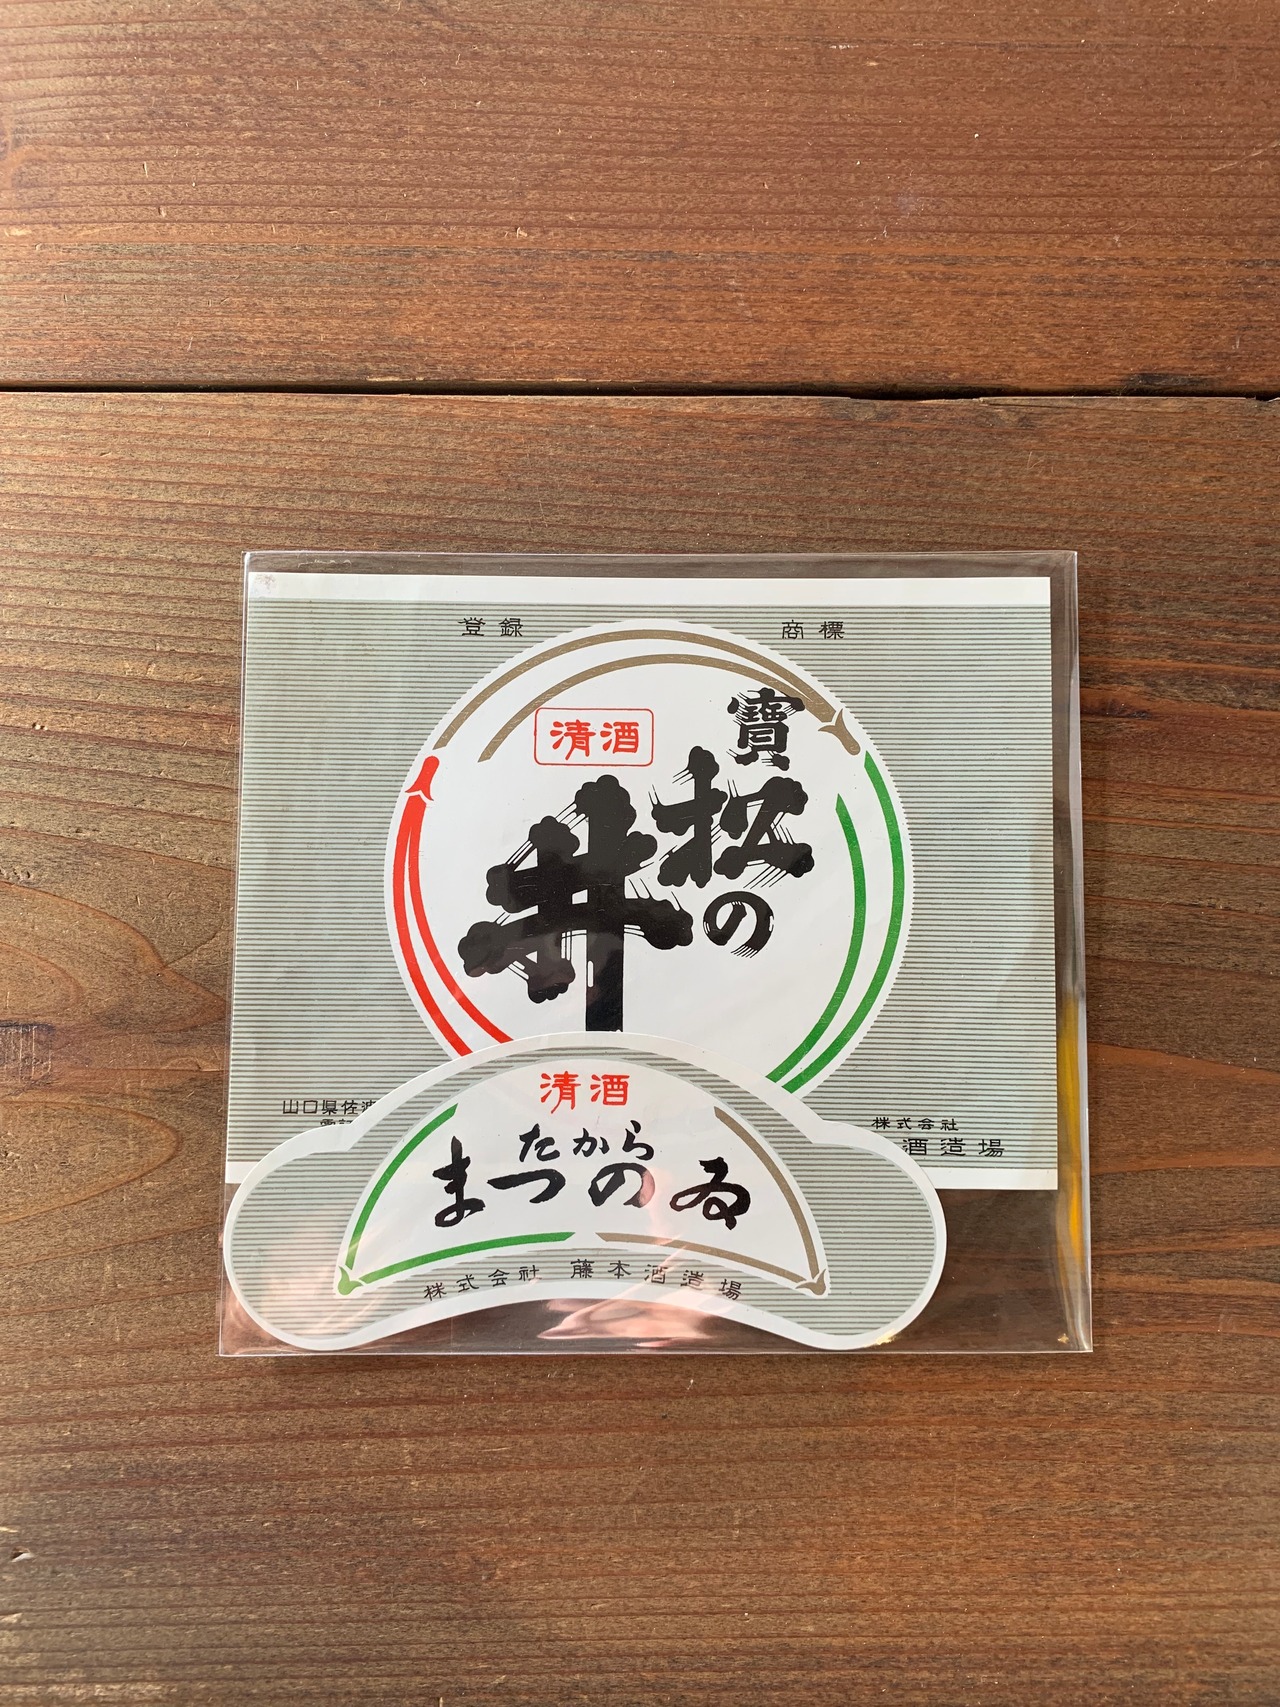 登録 商標
清酒
寶
松の
井
山口県佐波
株式会社
酒造場
清酒
たから
まつのゐ
株式会社 藤本酒造場